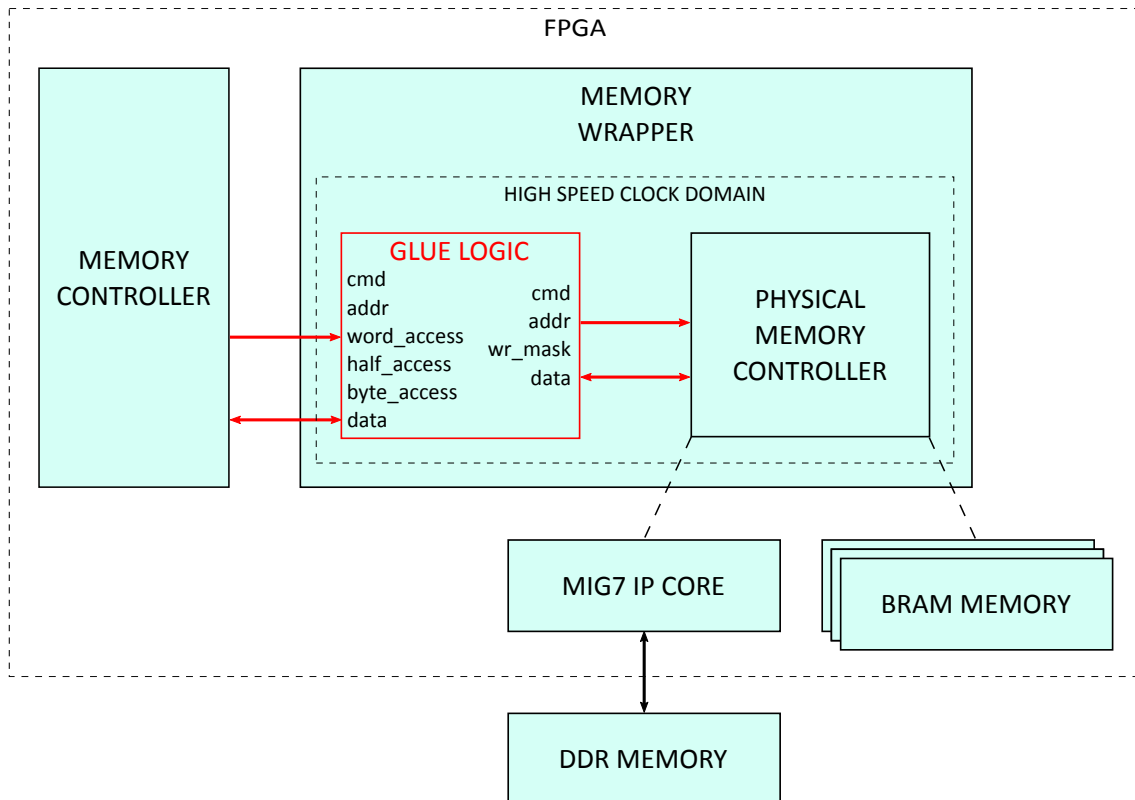 FPGA
MEMORY
CONTROLLER
MEMORY
WRAPPER
HIGH SPEED CLOCK DOMAIN
GLUE LOGIC
cmd
addr
word_access
half_access
byte_access
data
cmd
addr
wr_mask
data
PHYSICAL
MEMORY
CONTROLLER
MIG7 IP CORE
BRAM MEMORY
DDR MEMORY